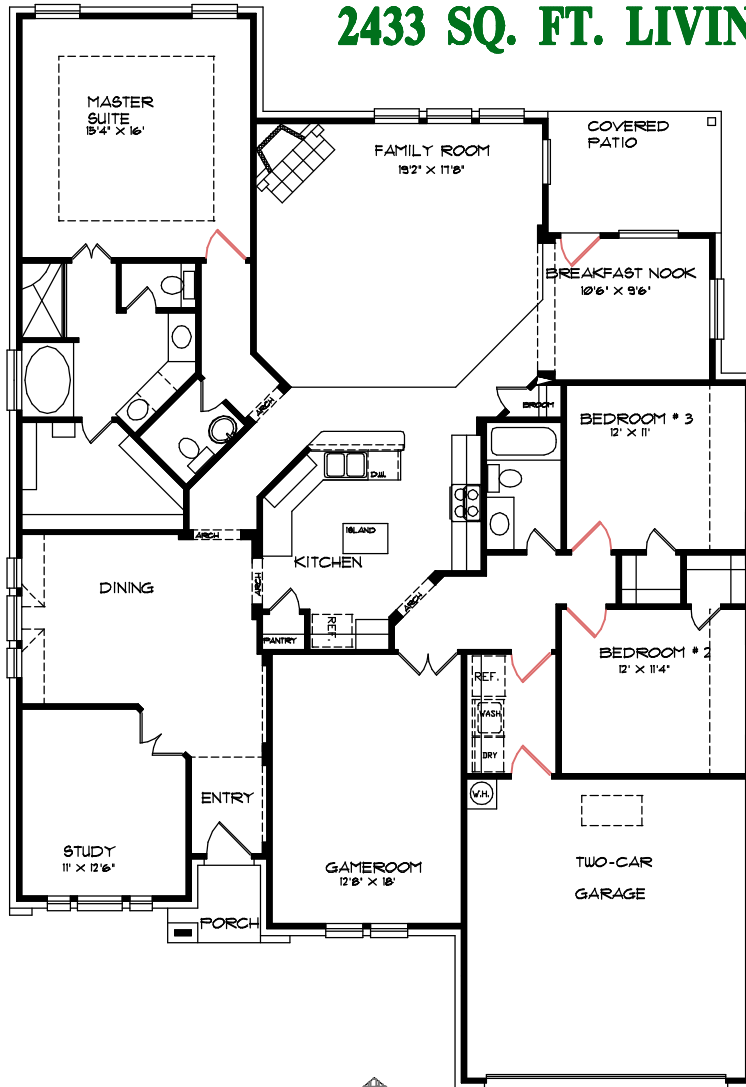 2433 SQ. FT. LIVIN
MASTER
SUITE
15'4" X 16'
FAMILY ROOM
19'2" X 17'8"
COVERED
PATIO
BREAKFAST NOOK
10'6" X 9'6"
ARCH
BROOM
BEDROOM # 3
12' X 11'
D.W.
ISLAND
KITCHEN
ARCH
DINING
ARCH
ARCH
PANTRY
REF.
BEDROOM # 2
12' X 11'4"
REF.
WASH
DRY
W.H.
ENTRY
STUDY
11' X 12'6"
GAMEROOM
12'8" X 18'
TWO-CAR
GARAGE
PORCH